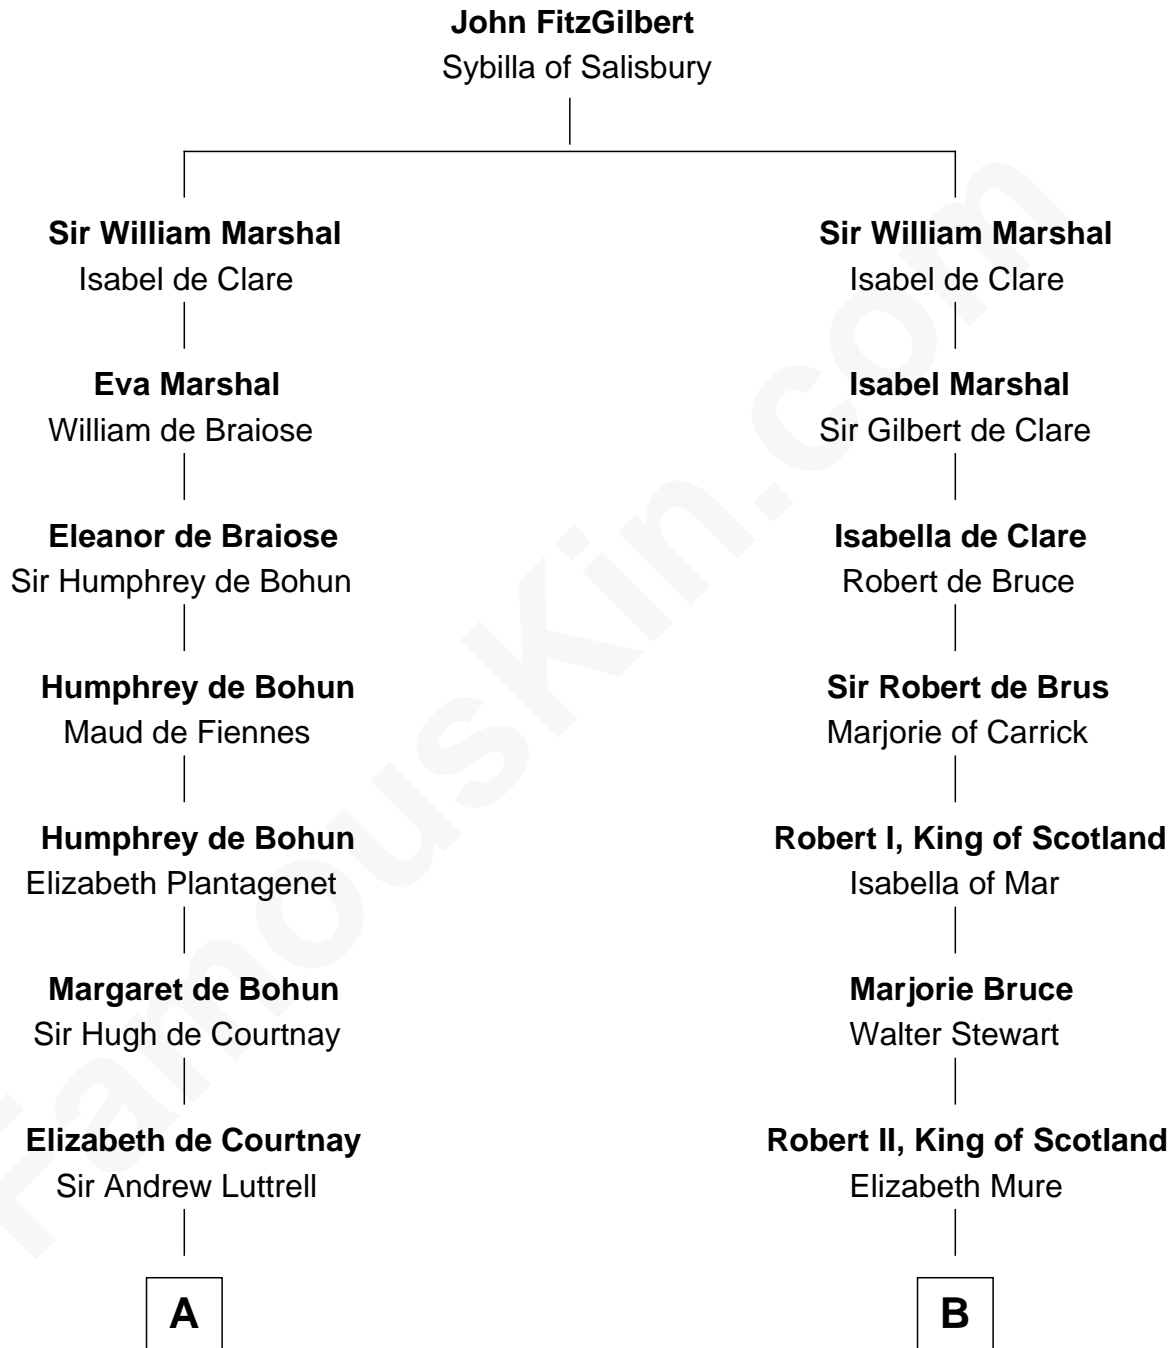 John FitzGilbert
Sybilla of Salisbury
Sir William Marshal
Isabel de Clare
Eva Marshal
William de Braiose
Eleanor de Braiose
Sir Humphrey de Bohun
Humphrey de Bohun
Maud de Fiennes
Humphrey de Bohun
Elizabeth Plantagenet
Margaret de Bohun
Sir Hugh de Courtnay
Elizabeth de Courtnay
Sir Andrew Luttrell
A
Sir William Marshal
Isabel de Clare
Isabel Marshal
Sir Gilbert de Clare
Isabella de Clare
Robert de Bruce
Sir Robert de Brus
Marjorie of Carrick
Robert I, King of Scotland
Isabella of Mar
Marjorie Bruce
Walter Stewart
Robert II, King of Scotland
Elizabeth Mure
B
FamousKin.com